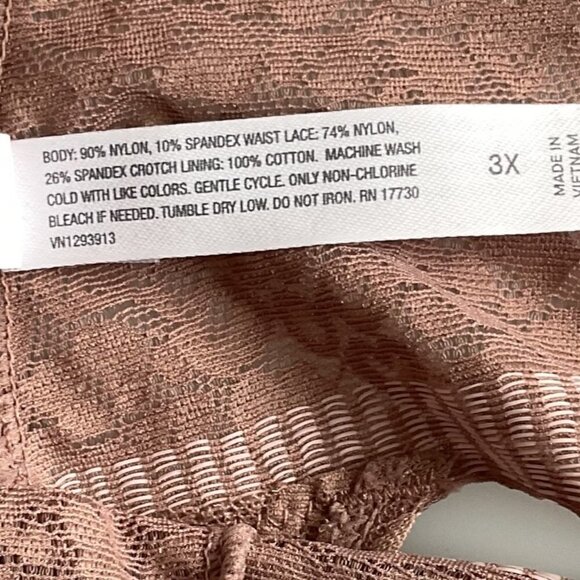 BODY: 90% NYLON, 10% SPANDEX WAIST LACE: 74% NYLON,
26% SPANDEX CROTCH LINING: 100% COTTON. MACHINE WASH
COLD WITH LIKE COLORS. GENTLE CYCLE. ONLY NON-CHLORINE
BLEACH IF NEEDED. TUMBLE DRY LOW. DO NOT IRON. RN 17730
VN1293913
3X
MADE IN
VIETNAM